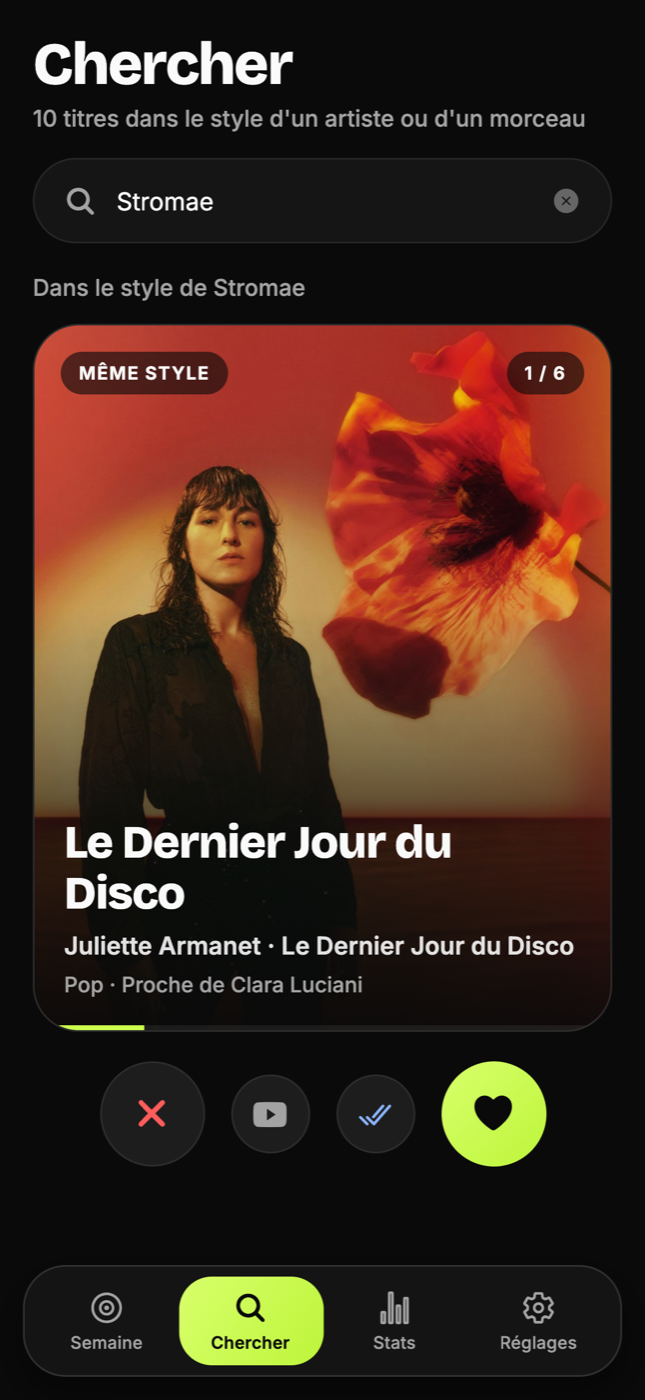 Chercher
10 titres dans le style d'un artiste ou d'un morceau
Stromae
Dans le style de Stromae
MÊME STYLE
1 / 6
Le Dernier Jour du
Disco
Juliette Armanet · Le Dernier Jour du Disco
Pop · Proche de Clara Luciani
Semaine
Chercher
Stats
Réglages